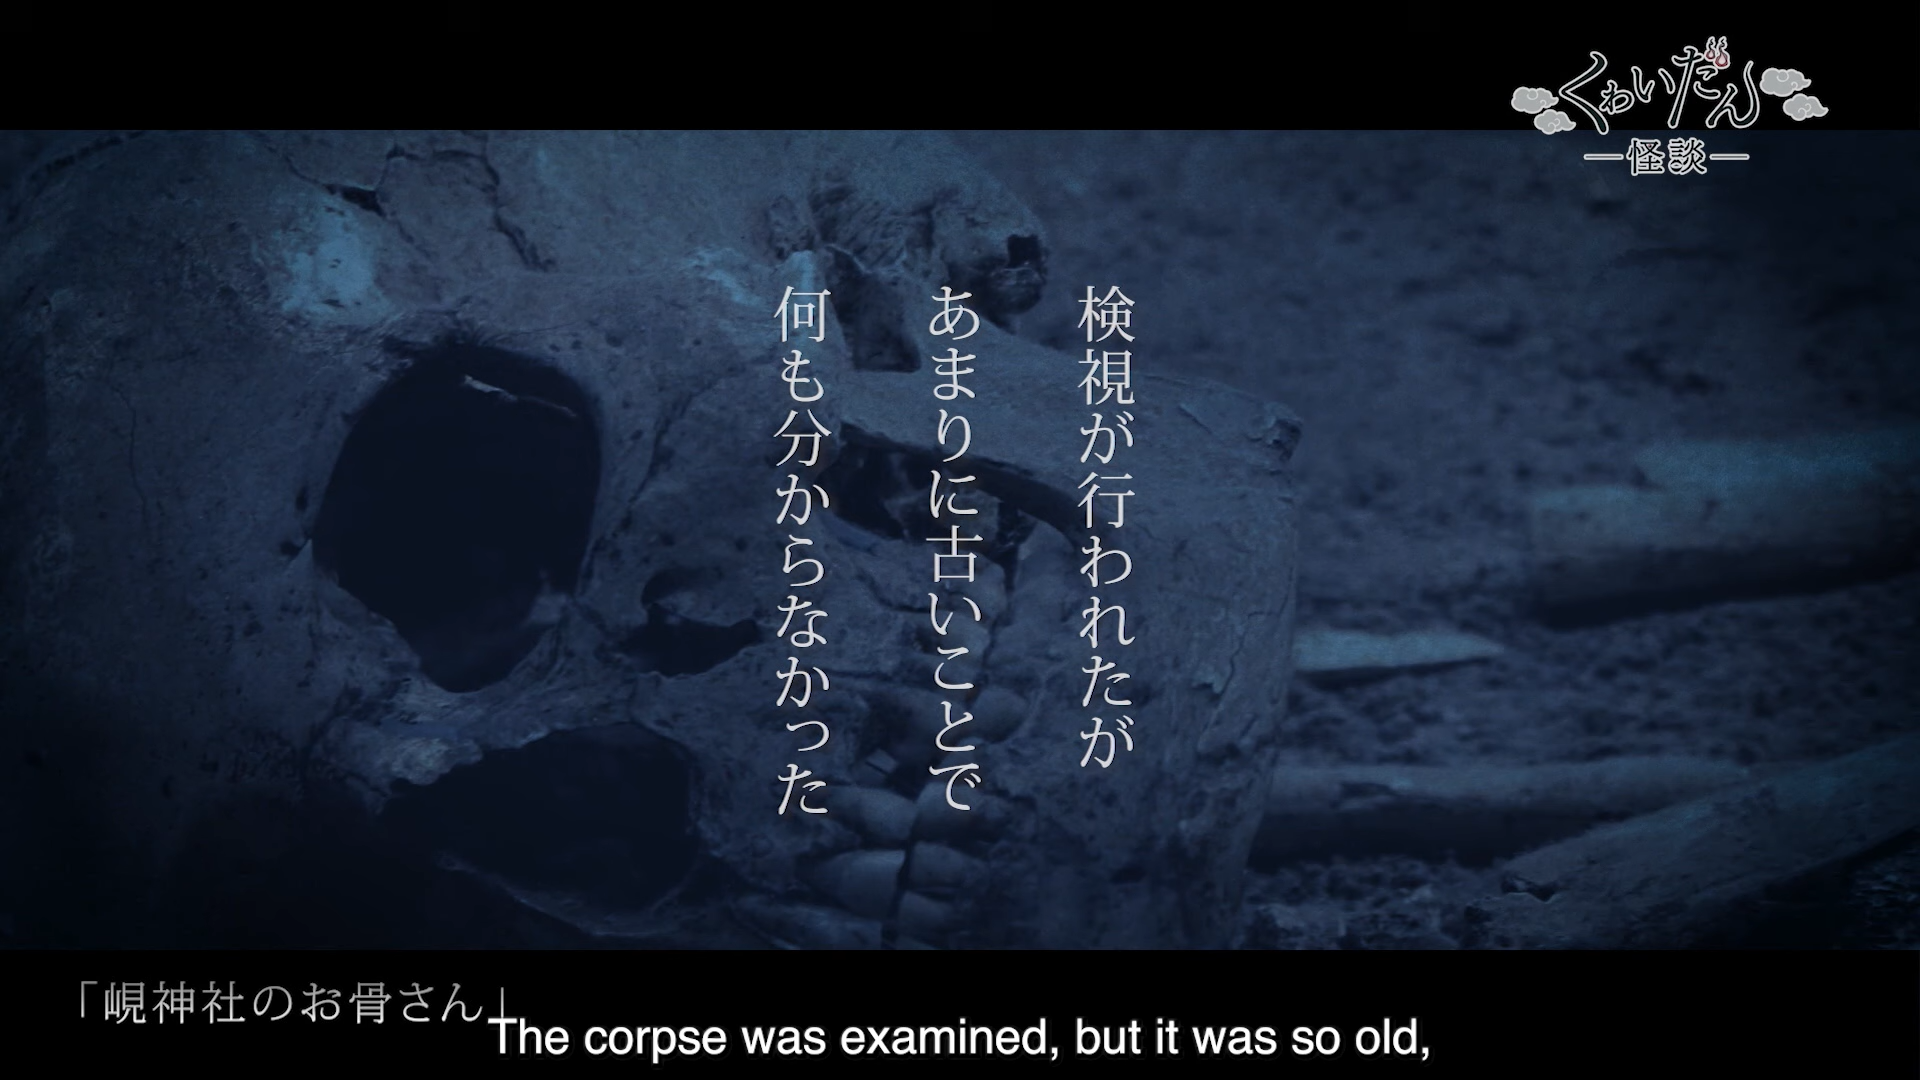 くわいだん
―怪談―
検視が行われたが
あまりに古いことで
何も分からなかった
「峴神社のお骨さん」
The corpse was examined, but it was so old,